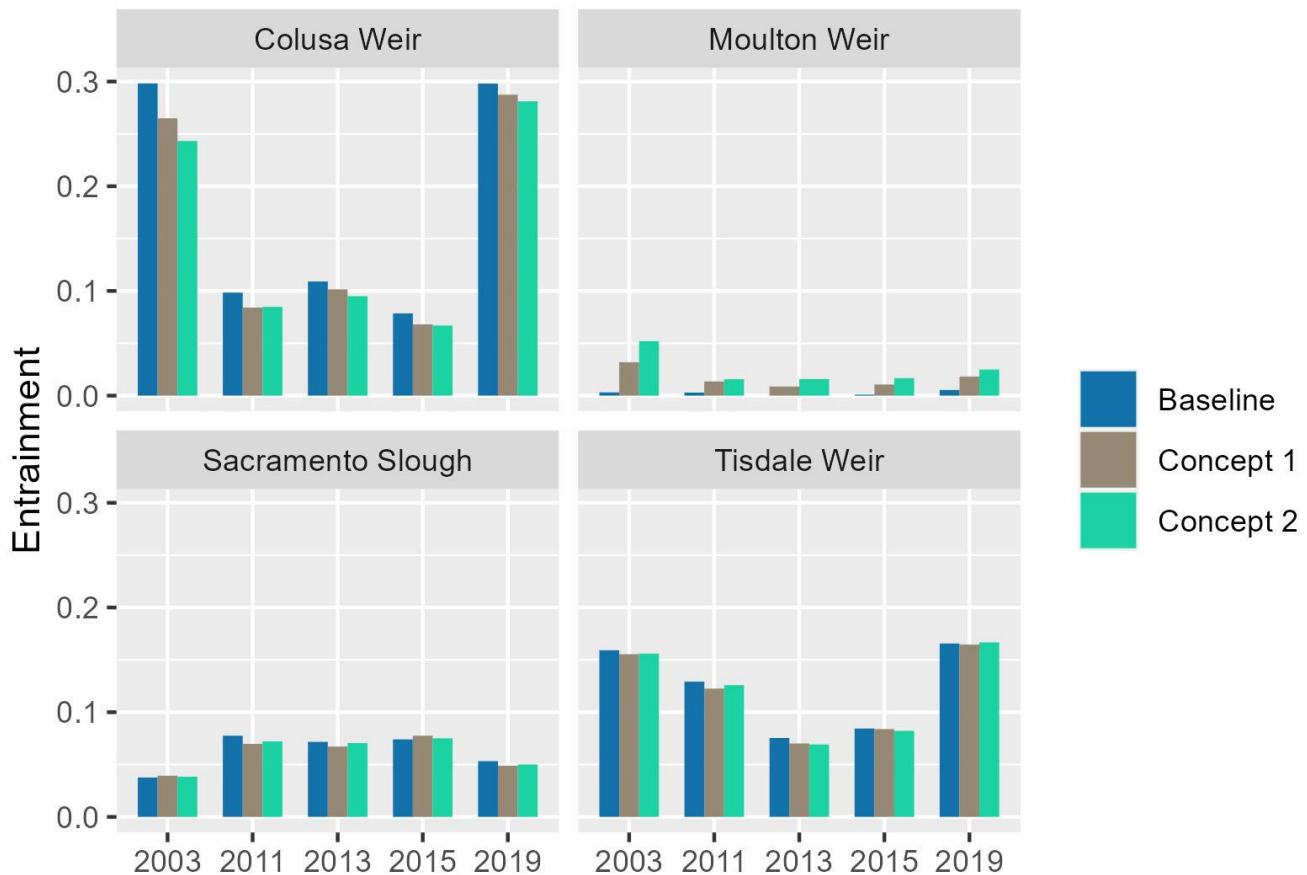 Colusa Weir
Moulton Weir
0.3
0.2
0.1
0.0
Sacramento Slough
Tisdale Weir
0.3
0.2
0.1
0.0
2003 2011 2013 2015 2019
2003 2011 2013 2015 2019
Entrainment
Baseline
Concept 1
Concept 2